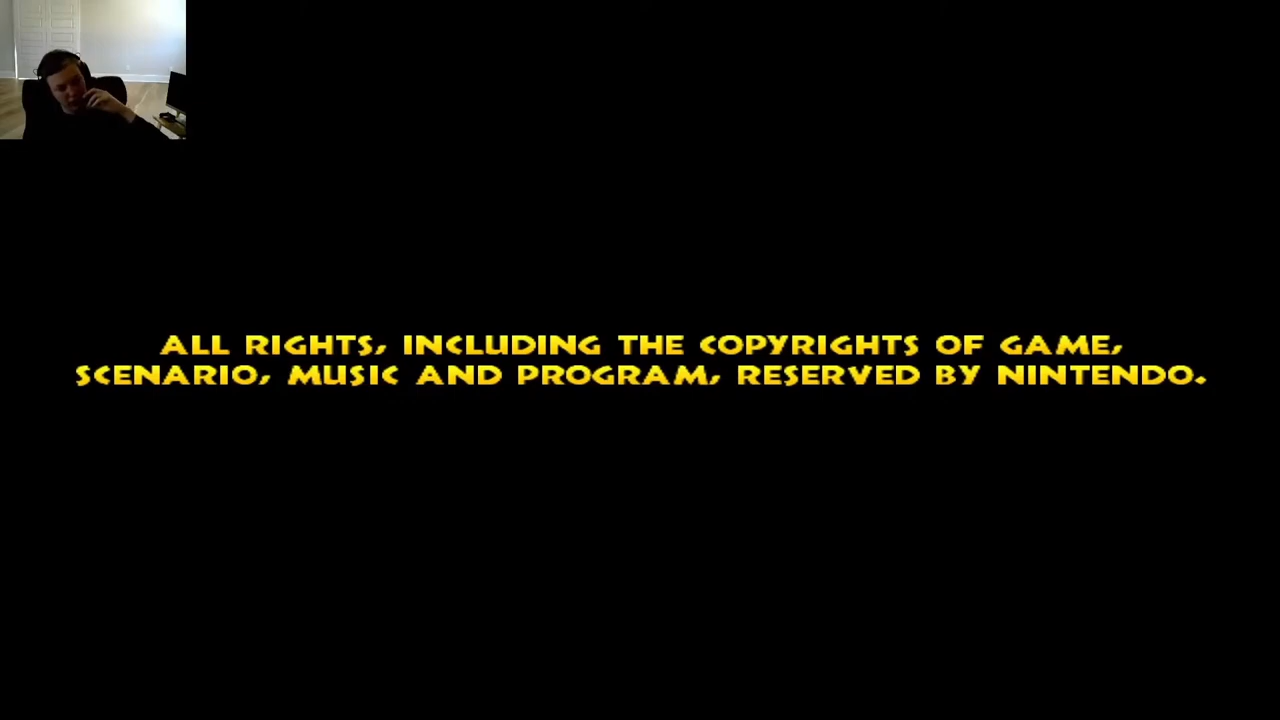 ALL RIGHTS, INCLUDING THE COPYRIGHTS OF GAME,
SCENARIO, MUSIC AND PROGRAM, RESERVED BY NINTENDO.